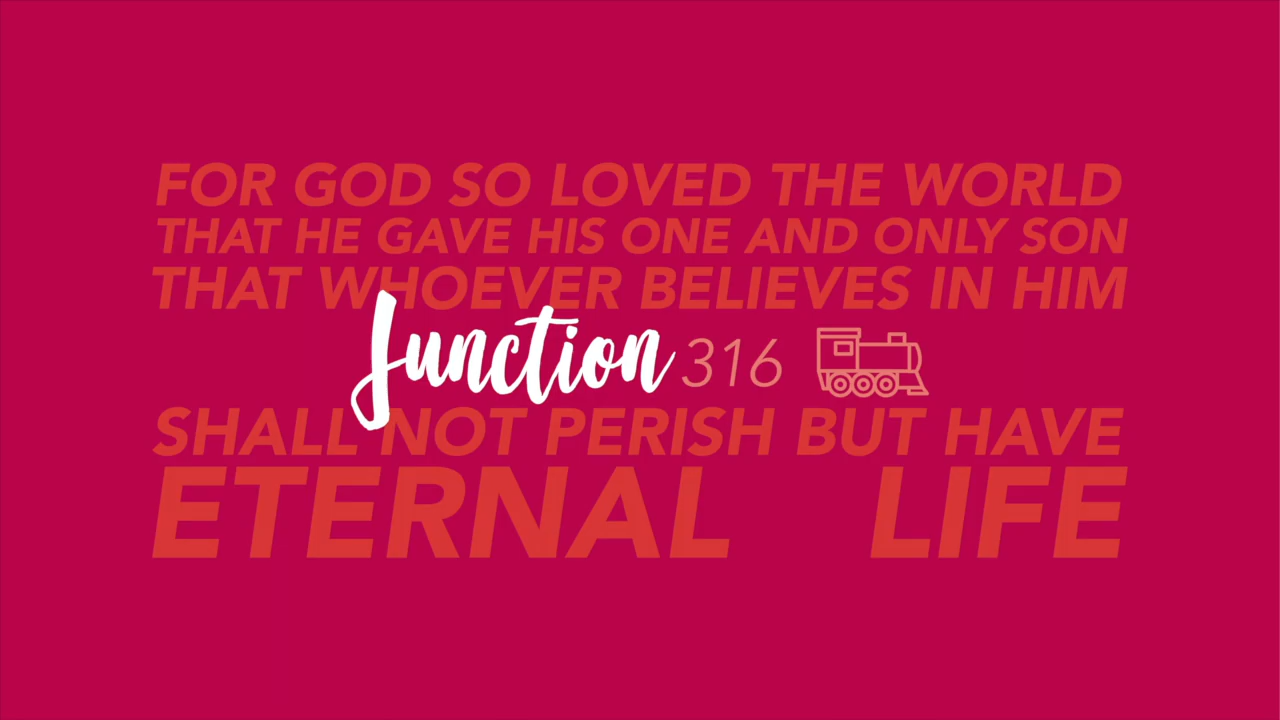 FOR GOD SO LOVED THE WORLD
THAT HE GAVE HIS ONE AND ONLY SON
THAT WHOEVER BELIEVES IN HIM
Junction 316
SHALL NOT PERISH BUT HAVE
ETERNAL LIFE